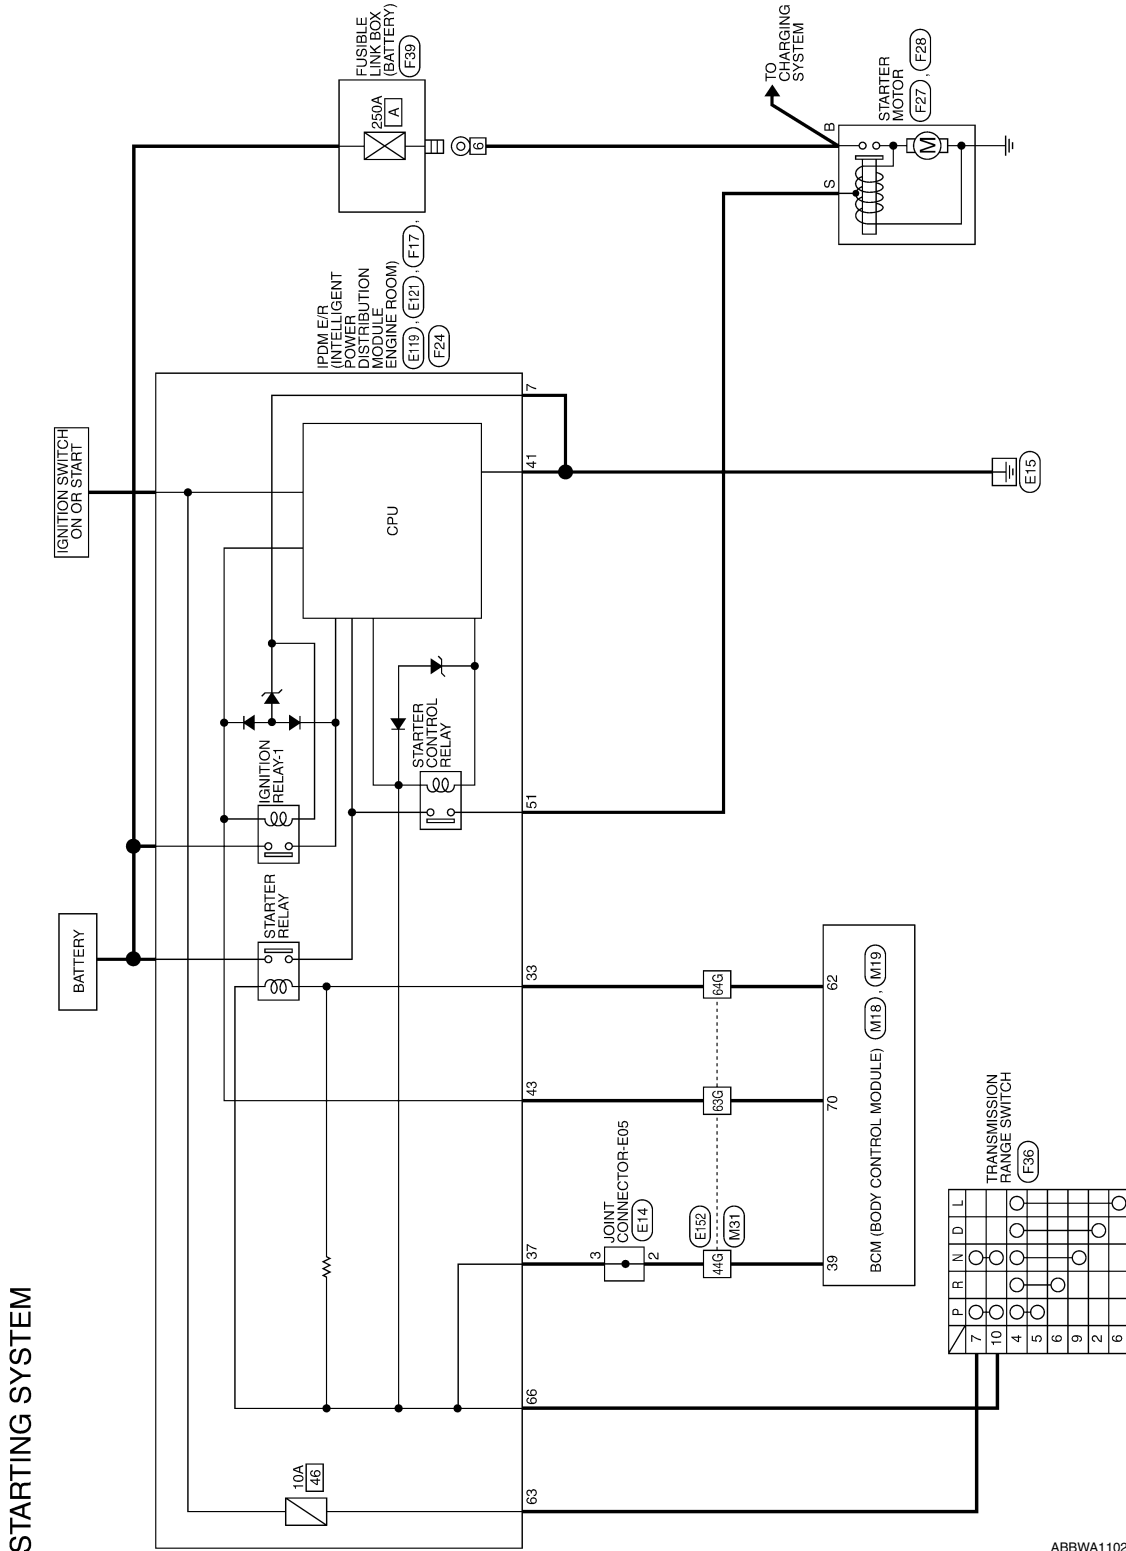 STARTING SYSTEM
BATTERY
IGNITION SWITCH
ON OR START
FUSIBLE
LINK BOX
(BATTERY)
F39
250A
A
6
TO
CHARGING
SYSTEM
STARTER
MOTOR
F27 , F28
B
S
M
IPDM E/R
(INTELLIGENT
POWER
DISTRIBUTION
MODULE
ENGINE ROOM)
E119 , E121 , F17 ,
F24
CPU
IGNITION
RELAY-1
STARTER
RELAY
STARTER
CONTROL
RELAY
10A
46
63
66
37
43
33
51
41
7
E15
JOINT
CONNECTOR-E05
E14
3
2
E152
M31
44G
63G
64G
39
70
62
BCM (BODY CONTROL MODULE) M18 , M19
TRANSMISSION
RANGE SWITCH
F36
P R N D L
7
10
4
5
6
9
2
6
ABBWA1102